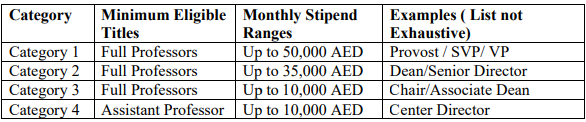 Category Minimum Eligible Titles Monthly Stipend Ranges Examples ( List not Exhaustive)
Category 1 Full Professors Up to 50,000 AED Provost / SVP/ VP
Category 2 Full Professors Up to 35,000 AED Dean/Senior Director
Category 3 Full Professors Up to 10,000 AED Chair/Associate Dean
Category 4 Assistant Professor Up to 10,000 AED Center Director